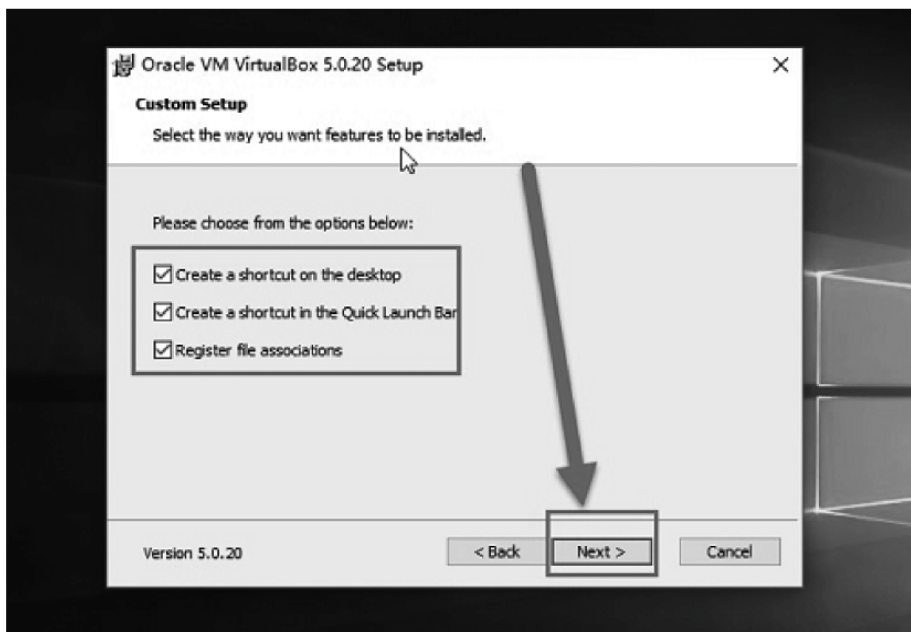 Oracle VM VirtualBox 5.0.20 Setup
Custom Setup
Select the way you want features to be installed.
Please choose from the options below:
Create a shortcut on the desktop
Create a shortcut in the Quick Launch Bar
Register file associations
Version 5.0.20
< Back
Next >
Cancel